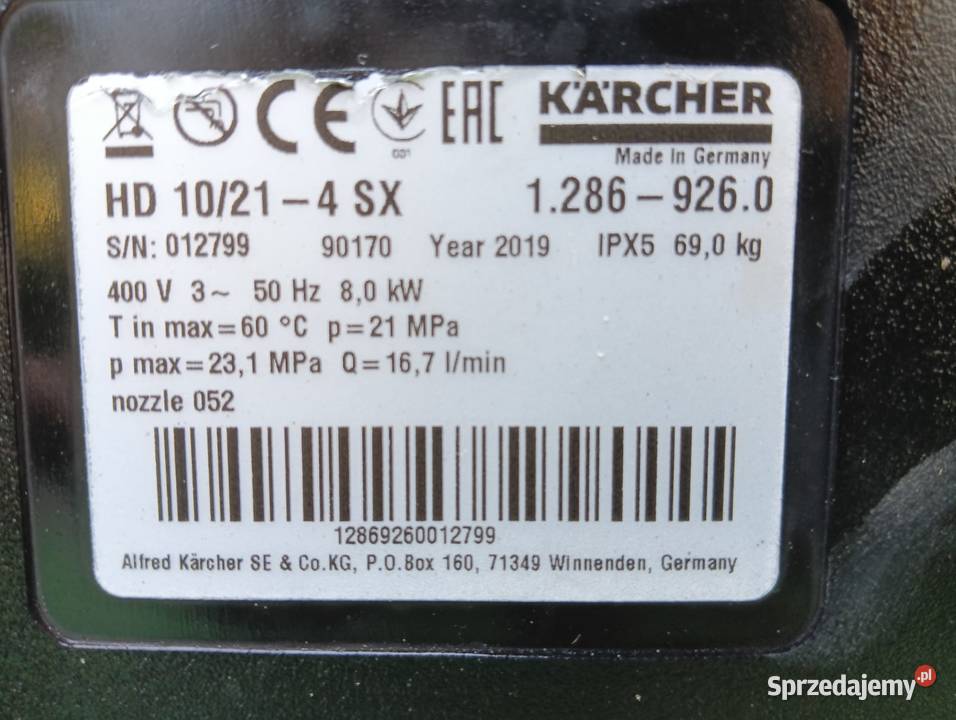 CE 001 EAC KÄRCHER
Made in Germany
HD 10/21-4 SX 1.286-926.0
S/N: 012799 90170 Year 2019 IPX5 69,0 kg
400 V 3~ 50 Hz 8,0 kW
T in max=60 °C p=21 MPa
p max=23,1 MPa Q=16,7 l/min
nozzle 052
12869260012799
Alfred Kärcher SE & Co.KG, P.O.Box 160, 71349 Winnenden, Germany
Sprzedajemy.pl